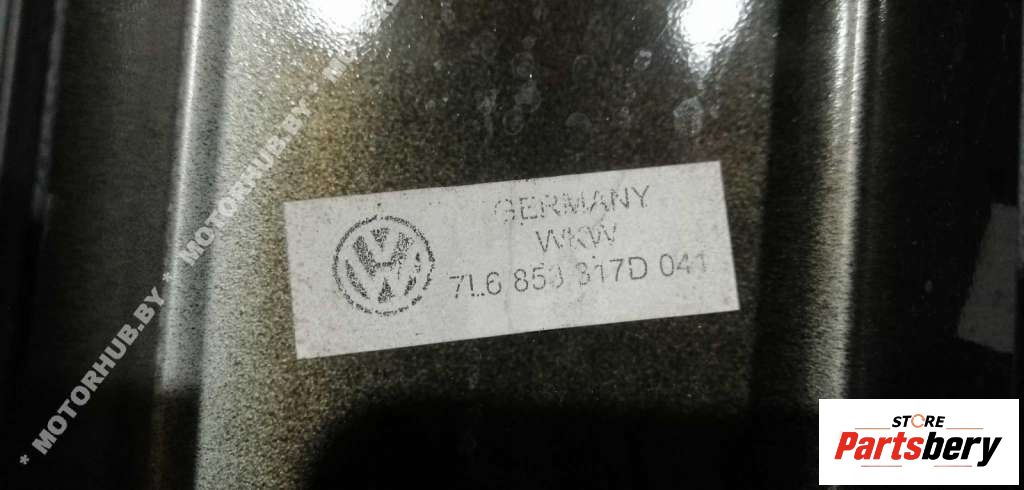 GERMANY
WKW
7L6 853 317D 041
* MOTORHUB.BY * MOTORHUB.BY * M
STORE
Partsbery